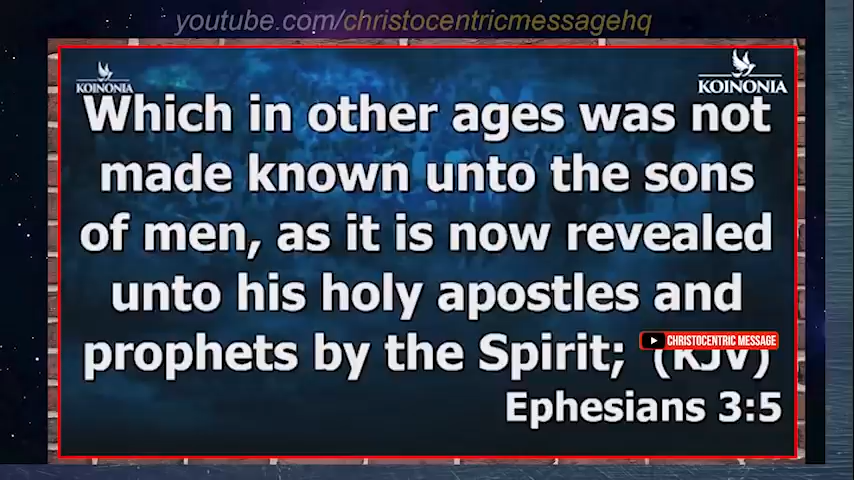 youtube.com/christocentricmessagehq
KOINONIA
KOINONIA
Which in other ages was not
made known unto the sons
of men, as it is now revealed
unto his holy apostles and
prophets by the Spirit; (KJV)
CHRISTOCENTRIC MESSAGE
Ephesians 3:5